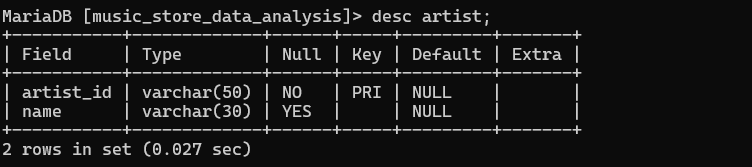 MariaDB [music_store_data_analysis]> desc artist;
+-----------+-------------+------+-----+---------+-------+
| Field     | Type        | Null | Key | Default | Extra |
+-----------+-------------+------+-----+---------+-------+
| artist_id | varchar(50) | NO   | PRI | NULL    |       |
| name      | varchar(30) | YES  |     | NULL    |       |
+-----------+-------------+------+-----+---------+-------+
2 rows in set (0.027 sec)